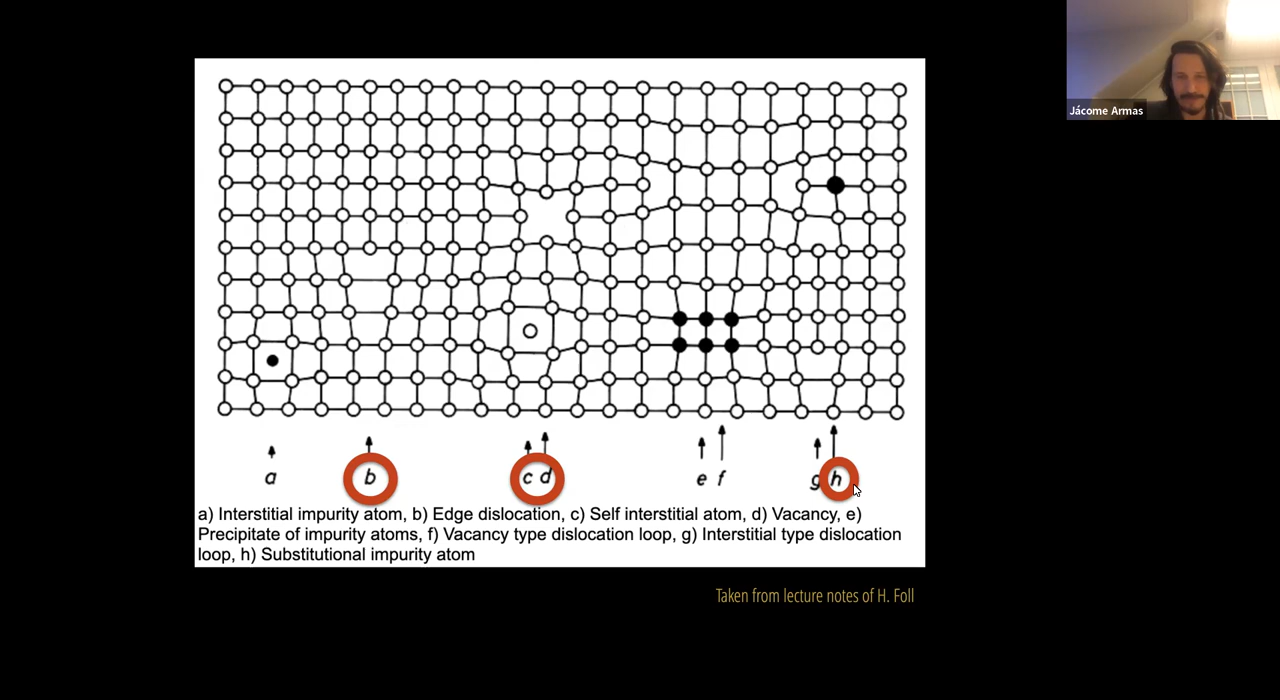 Jácome Armas
a b c d e f g h
a) Interstitial impurity atom, b) Edge dislocation, c) Self interstitial atom, d) Vacancy, e)
Precipitate of impurity atoms, f) Vacancy type dislocation loop, g) Interstitial type dislocation
loop, h) Substitutional impurity atom
Taken from lecture notes of H. Foll